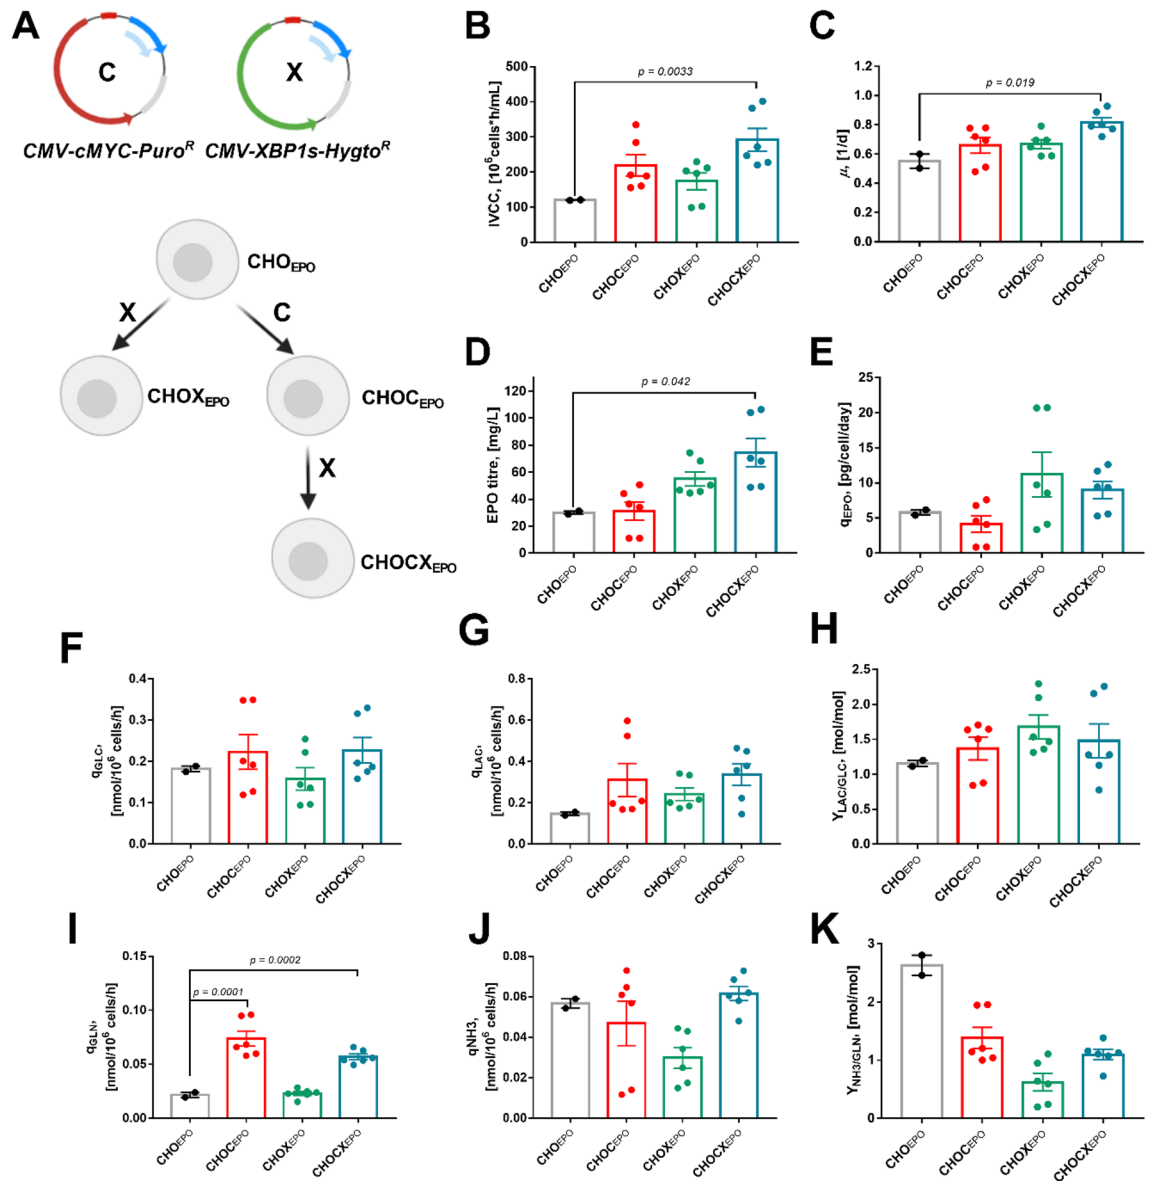 A
C
X
CMV-cMYC-PuroR CMV-XBP1s-HygtoR
CHOEPO
X
C
CHOXEPO
CHOCEPO
X
CHOCXEPO
B
p = 0.0033
IVCC, [10^6cells*h/mL]
500
400
300
200
100
0
CHOEPO
CHOCEPO
CHOXEPO
CHOCXEPO
C
p = 0.019
μ, [1/d]
1.2
1.0
0.8
0.6
0.4
0.2
0.0
CHOEPO
CHOCEPO
CHOXEPO
CHOCXEPO
D
p = 0.042
EPO titre, [mg/L]
120
100
80
60
40
20
0
CHOEPO
CHOCEPO
CHOXEPO
CHOCXEPO
E
qEPO, [pg/cell/day]
25
20
15
10
5
0
CHOEPO
CHOCEPO
CHOXEPO
CHOCXEPO
F
qGLC,
[nmol/10^6 cells/h]
0.4
0.3
0.2
0.1
0.0
CHOEPO
CHOCEPO
CHOXEPO
CHOCXEPO
G
qLAC,
[nmol/10^6 cells/h]
0.6
0.4
0.2
0.0
0.8
CHOEPO
CHOCEPO
CHOXEPO
CHOCXEPO
H
YLAC/GLC, [mol/mol]
2.5
2.0
1.5
1.0
0.5
0.0
CHOEPO
CHOCEPO
CHOXEPO
CHOCXEPO
I
p = 0.0002
p = 0.0001
qGLN,
[nmol/10^6 cells/h]
0.15
0.10
0.05
0.00
CHOEPO
CHOCEPO
CHOXEPO
CHOCXEPO
J
qNH3,
[nmol/10^6 cells/h]
0.08
0.06
0.04
0.02
0.00
CHOEPO
CHOCEPO
CHOXEPO
CHOCXEPO
K
YNH3/GLN, [mol/mol]
3
2
1
0
CHOEPO
CHOCEPO
CHOXEPO
CHOCXEPO